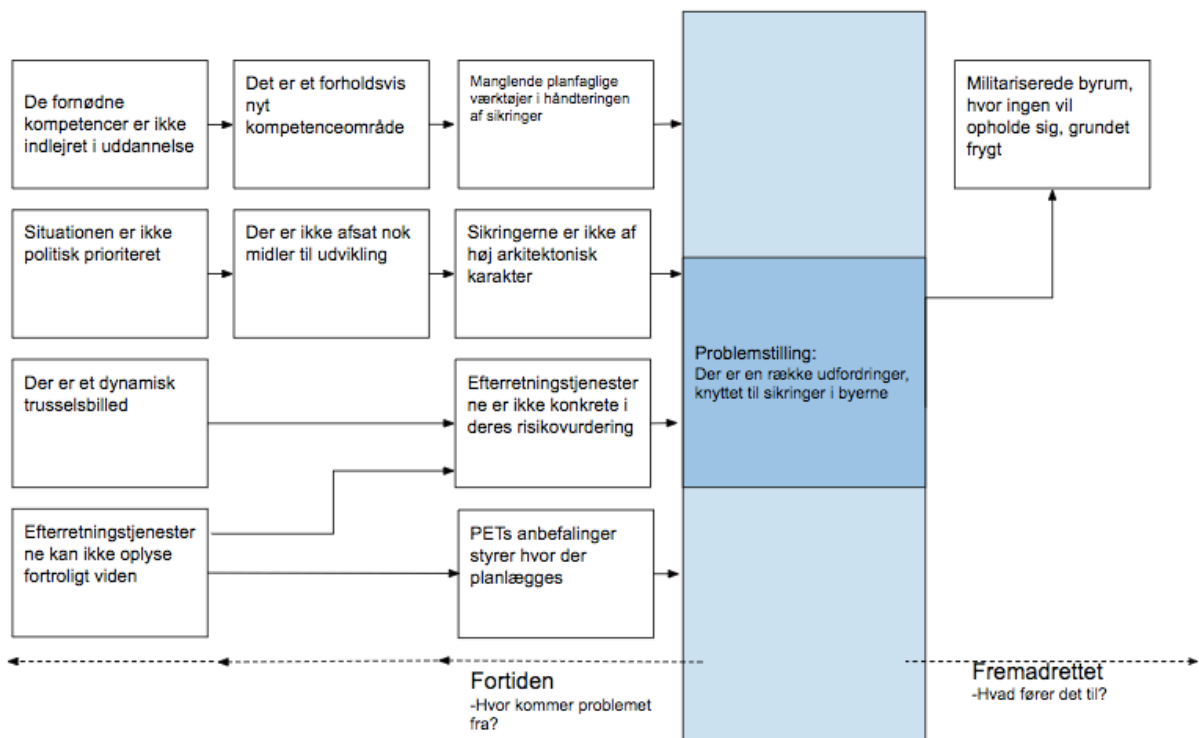 De fornødne
kompetencer er ikke
indlejret i uddannelse
Det er et forholdsvis
nyt
kompetenceområde
Manglende planfaglige
værktøjer i håndteringen
af sikringer
Militariserede byrum,
hvor ingen vil
opholde sig, grundet
frygt
Situationen er ikke
politisk prioriteret
Der er ikke afsat nok
midler til udvikling
Sikringerne er ikke af
høj arkitektonisk
karakter
Problemstilling:
Der er en række udfordringer,
knyttet til sikringer i byerne
Der er et dynamisk
trusselsbilled
Efterretningstjenester
ne er ikke konkrete i
deres risikovurdering
Efterretningstjenester
ne kan ikke oplyse
fortroligt viden
PETs anbefalinger
styrer hvor der
planlægges
Fortiden
-Hvor kommer problemet
fra?
Fremadrettet
-Hvad fører det til?